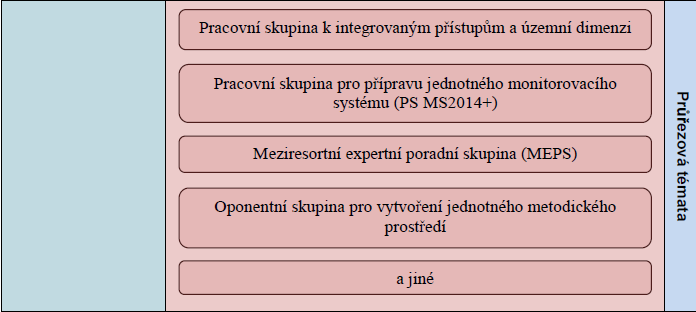 Pracovní skupina k integrovaným přístupům a územní dimenzi
Pracovní skupina pro přípravu jednotného monitorovacího
systému (PS MS2014+)
Meziresortní expertní poradní skupina (MEPS)
Oponentní skupina pro vytvoření jednotného metodického
prostředí
a jiné
Průřezová témata